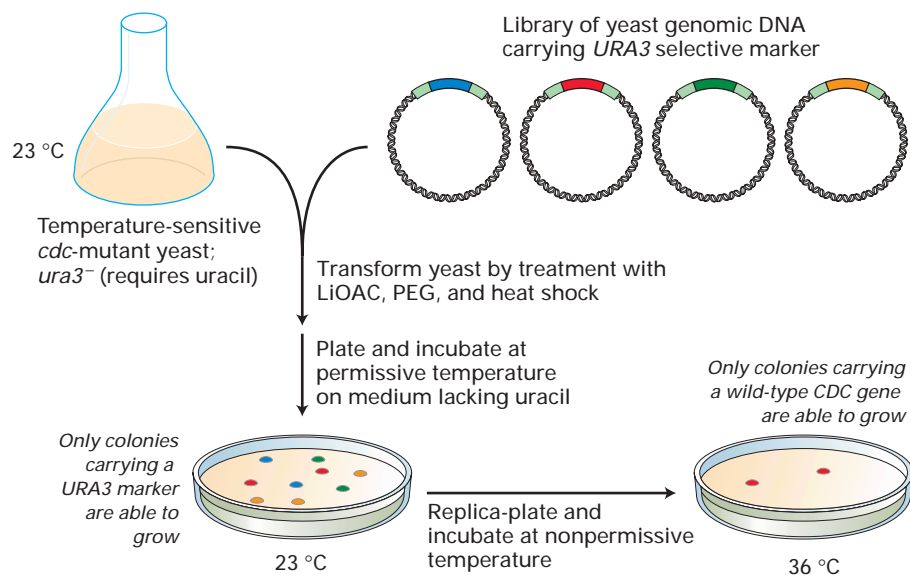 Library of yeast genomic DNA
carrying URA3 selective marker
23 °C
Temperature-sensitive
cdc-mutant yeast;
ura3⁻ (requires uracil)
Transform yeast by treatment with
LiOAC, PEG, and heat shock
Plate and incubate at
permissive temperature
on medium lacking uracil
Only colonies carrying
a wild-type CDC gene
are able to grow
Only colonies
carrying a
URA3 marker
are able to
grow
Replica-plate and
incubate at nonpermissive
temperature
23 °C
36 °C